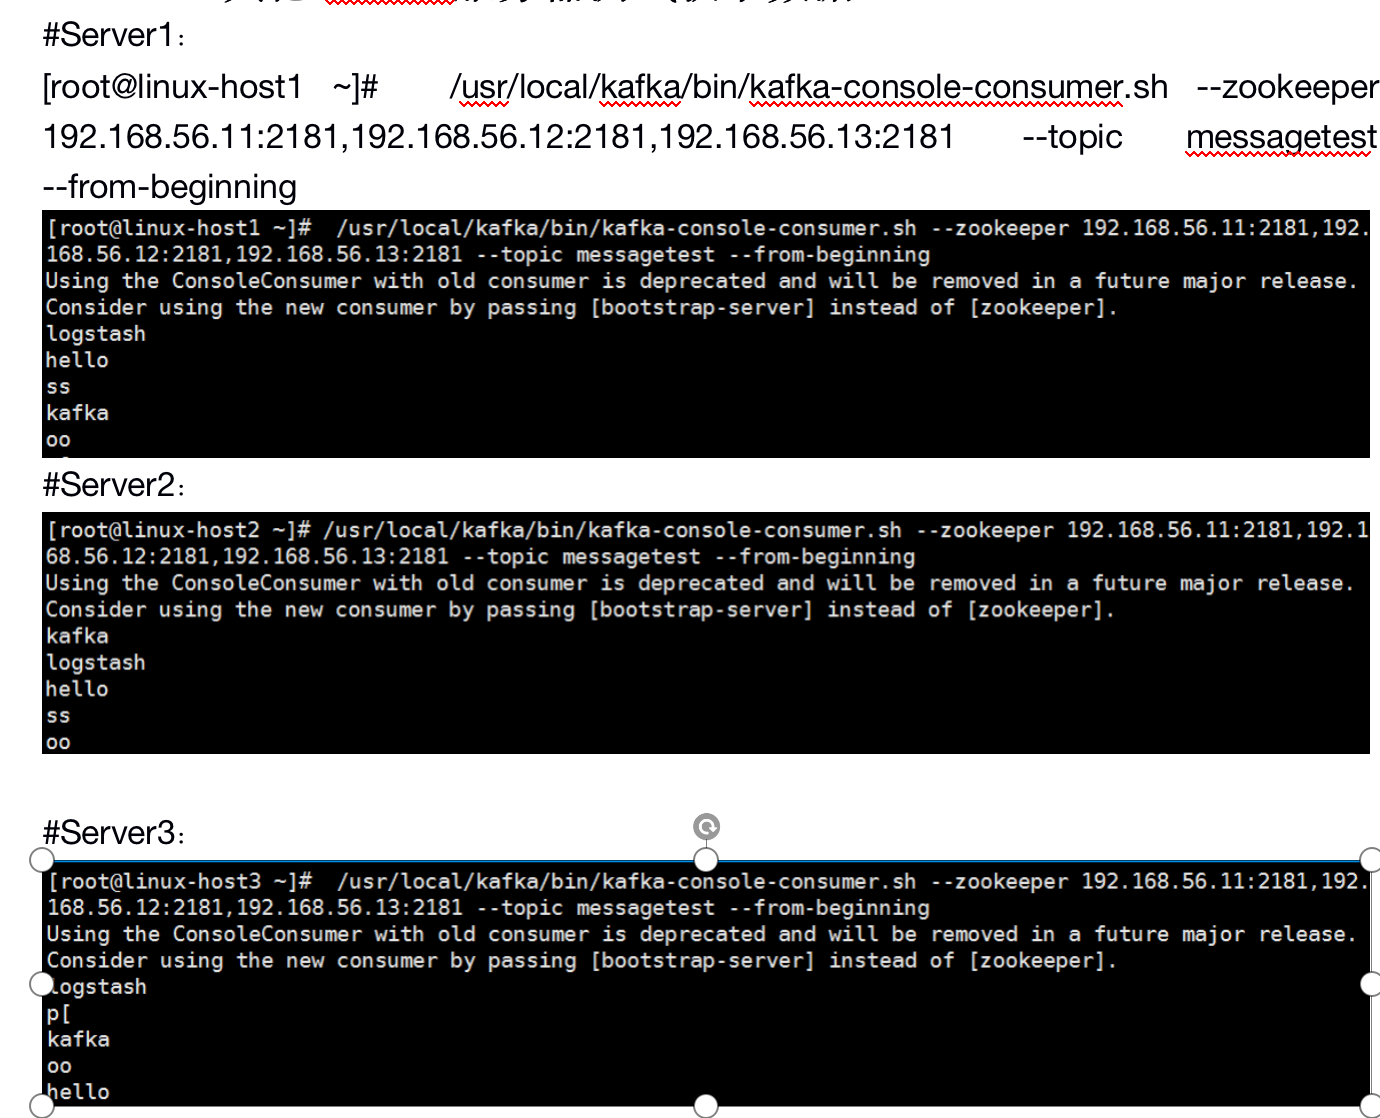 #Server1：
[root@linux-host1 ~]# /usr/local/kafka/bin/kafka-console-consumer.sh --zookeeper
192.168.56.11:2181,192.168.56.12:2181,192.168.56.13:2181 --topic messagetest
--from-beginning
[root@linux-host1 ~]#  /usr/local/kafka/bin/kafka-console-consumer.sh --zookeeper 192.168.56.11:2181,192.
168.56.12:2181,192.168.56.13:2181 --topic messagetest --from-beginning
Using the ConsoleConsumer with old consumer is deprecated and will be removed in a future major release.
Consider using the new consumer by passing [bootstrap-server] instead of [zookeeper].
logstash
hello
ss
kafka
oo
#Server2：
[root@linux-host2 ~]# /usr/local/kafka/bin/kafka-console-consumer.sh --zookeeper 192.168.56.11:2181,192.1
68.56.12:2181,192.168.56.13:2181 --topic messagetest --from-beginning
Using the ConsoleConsumer with old consumer is deprecated and will be removed in a future major release.
Consider using the new consumer by passing [bootstrap-server] instead of [zookeeper].
kafka
logstash
hello
ss
oo
#Server3：
[root@linux-host3 ~]#  /usr/local/kafka/bin/kafka-console-consumer.sh --zookeeper 192.168.56.11:2181,192.
168.56.12:2181,192.168.56.13:2181 --topic messagetest --from-beginning
Using the ConsoleConsumer with old consumer is deprecated and will be removed in a future major release.
Consider using the new consumer by passing [bootstrap-server] instead of [zookeeper].
logstash
p[
kafka
oo
hello